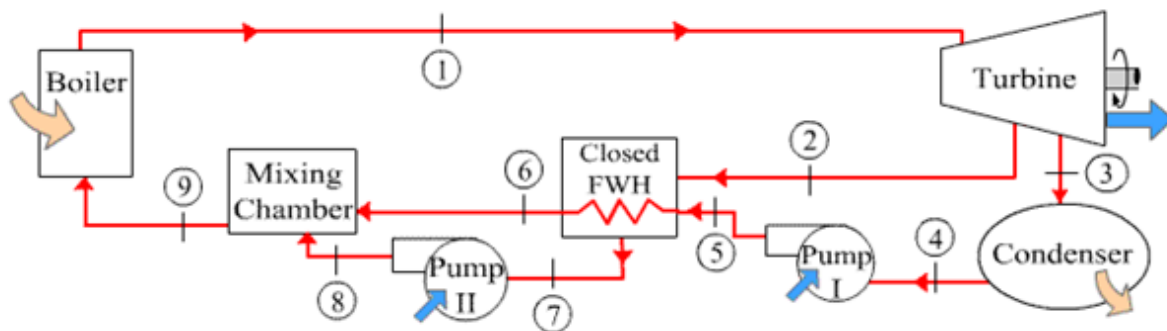 1
Boiler
Turbine
Closed
FWH
2
3
6
Mixing
Chamber
9
5
4
Condenser
Pump
I
Pump
II
7
8